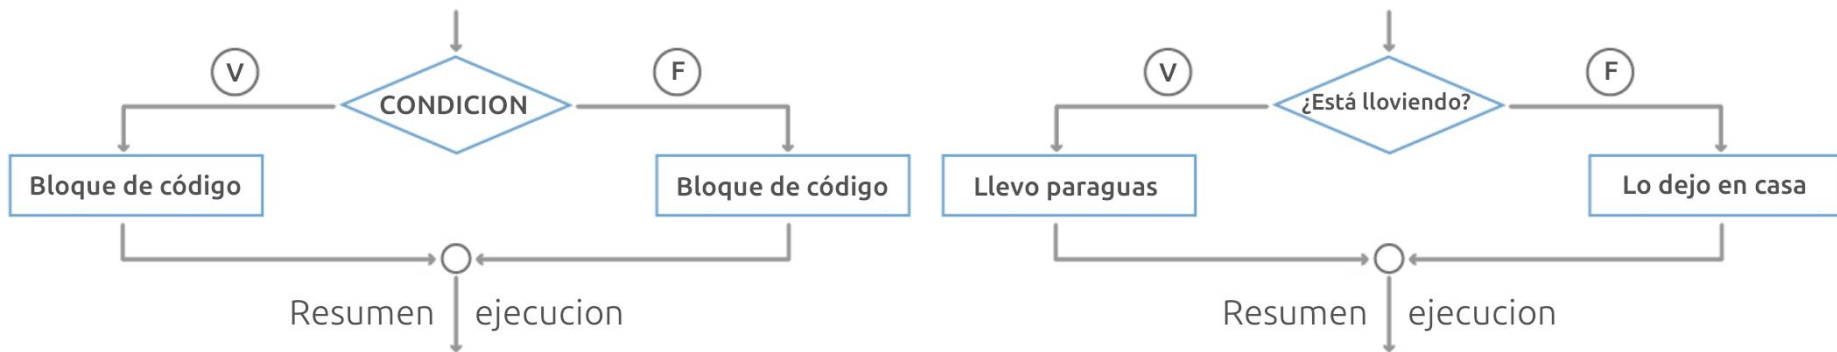 V
F
CONDICION
Bloque de código
Bloque de código
Resumen ejecucion
V
F
¿Está lloviendo?
Llevo paraguas
Lo dejo en casa
Resumen ejecucion